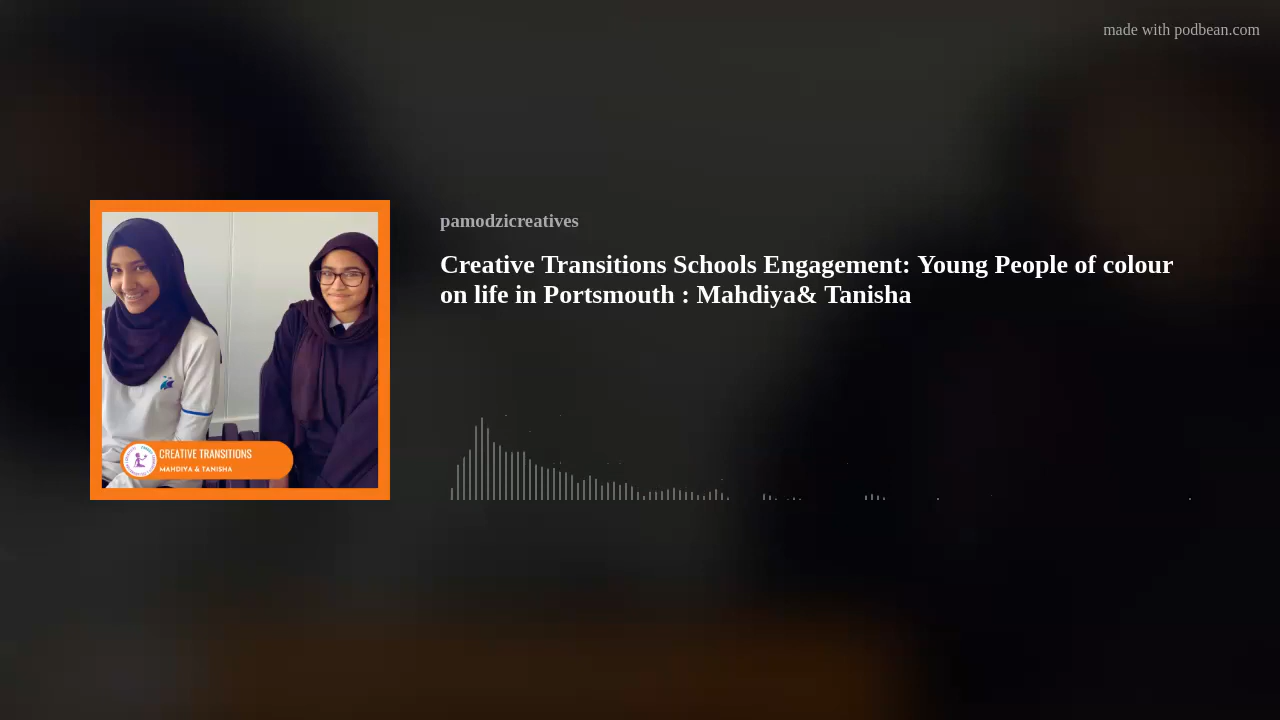 made with podbean.com
pamodzicreatives
Creative Transitions Schools Engagement: Young People of colour
on life in Portsmouth : Mahdiya& Tanisha
CREATIVE TRANSITIONS
MAHDIYA & TANISHA